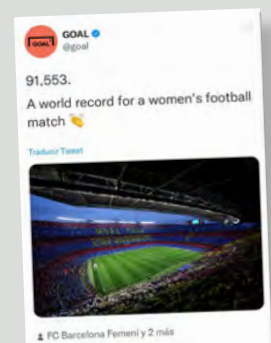 GOAL
GOAL
@goal
91,553.
A world record for a women's football
match 👏
Traducir Tweet
FC Barcelona Femení y 2 más